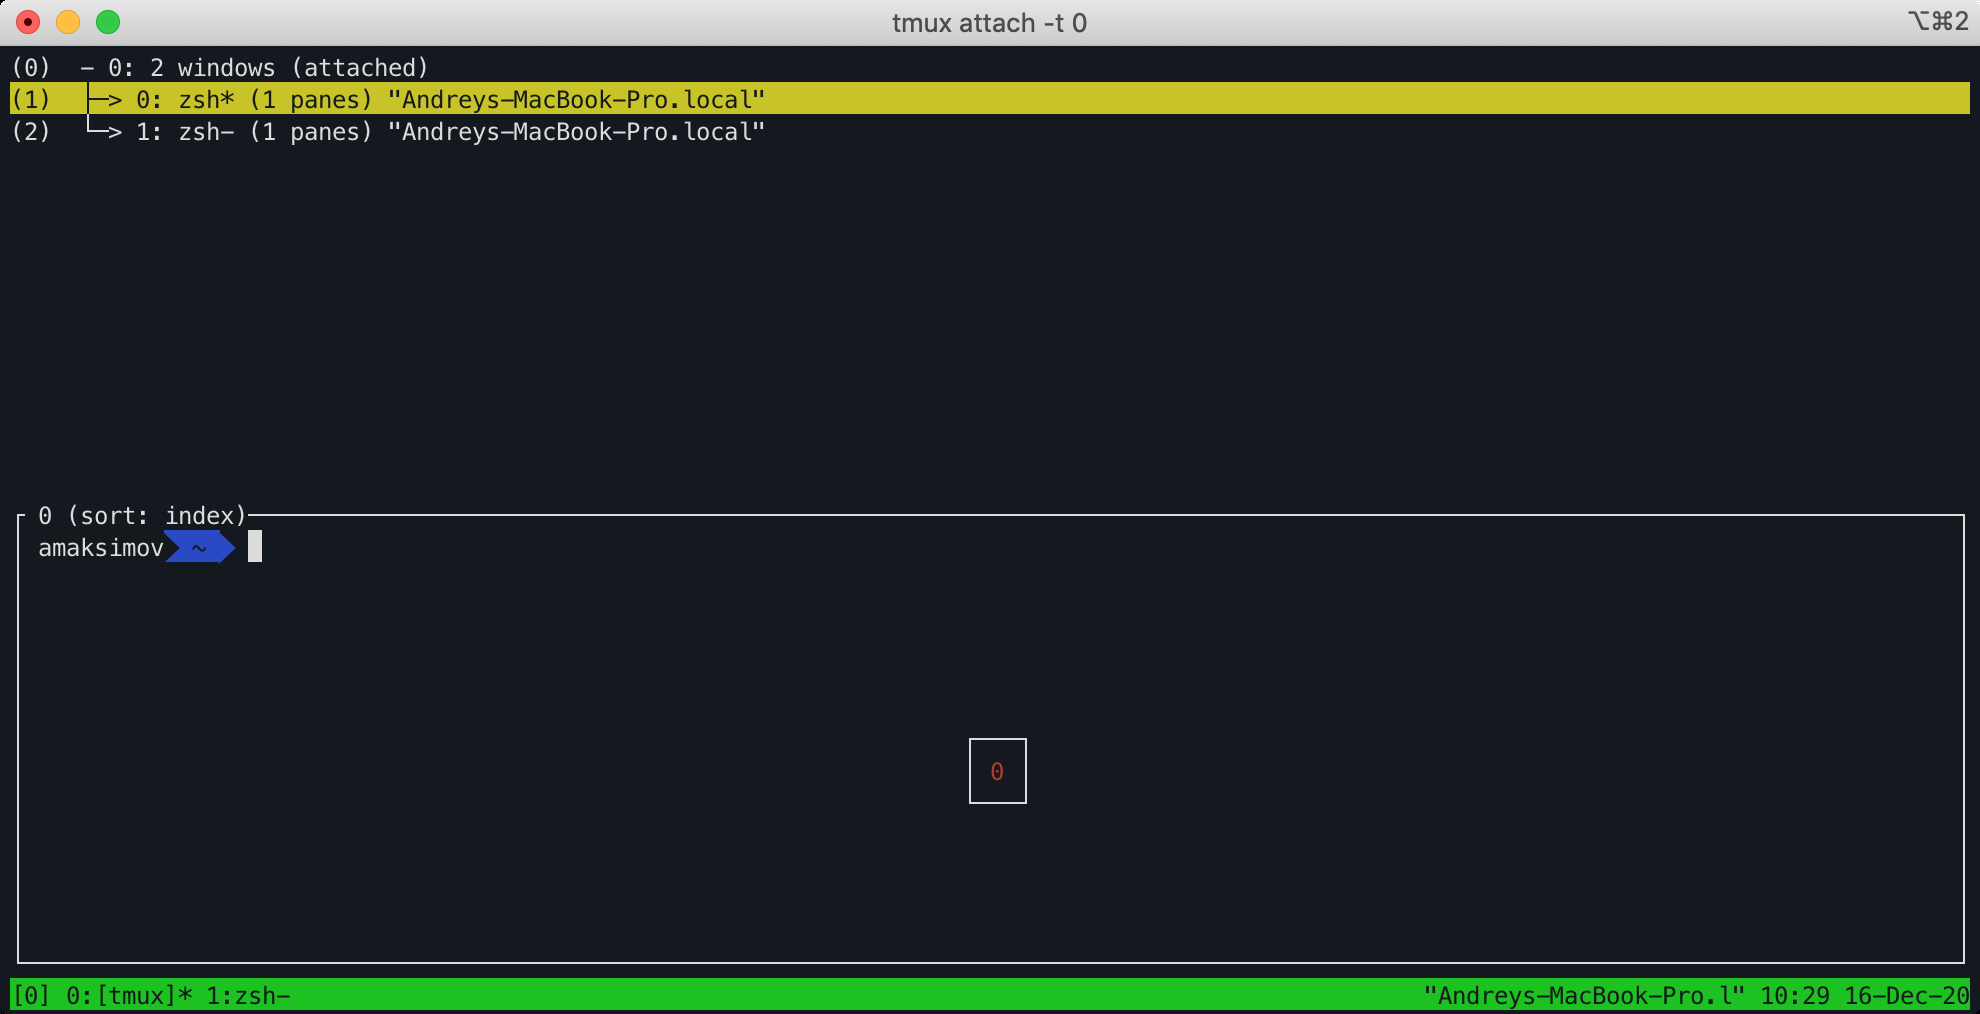 tmux attach -t 0
⌥⌘2
(0)  - 0: 2 windows (attached)
(1)  ├─> 0: zsh* (1 panes) "Andreys-MacBook-Pro.local"
(2)  └─> 1: zsh- (1 panes) "Andreys-MacBook-Pro.local"
0 (sort: index)
amaksimov ~
0
[0] 0:[tmux]* 1:zsh- "Andreys-MacBook-Pro.l" 10:29 16-Dec-20